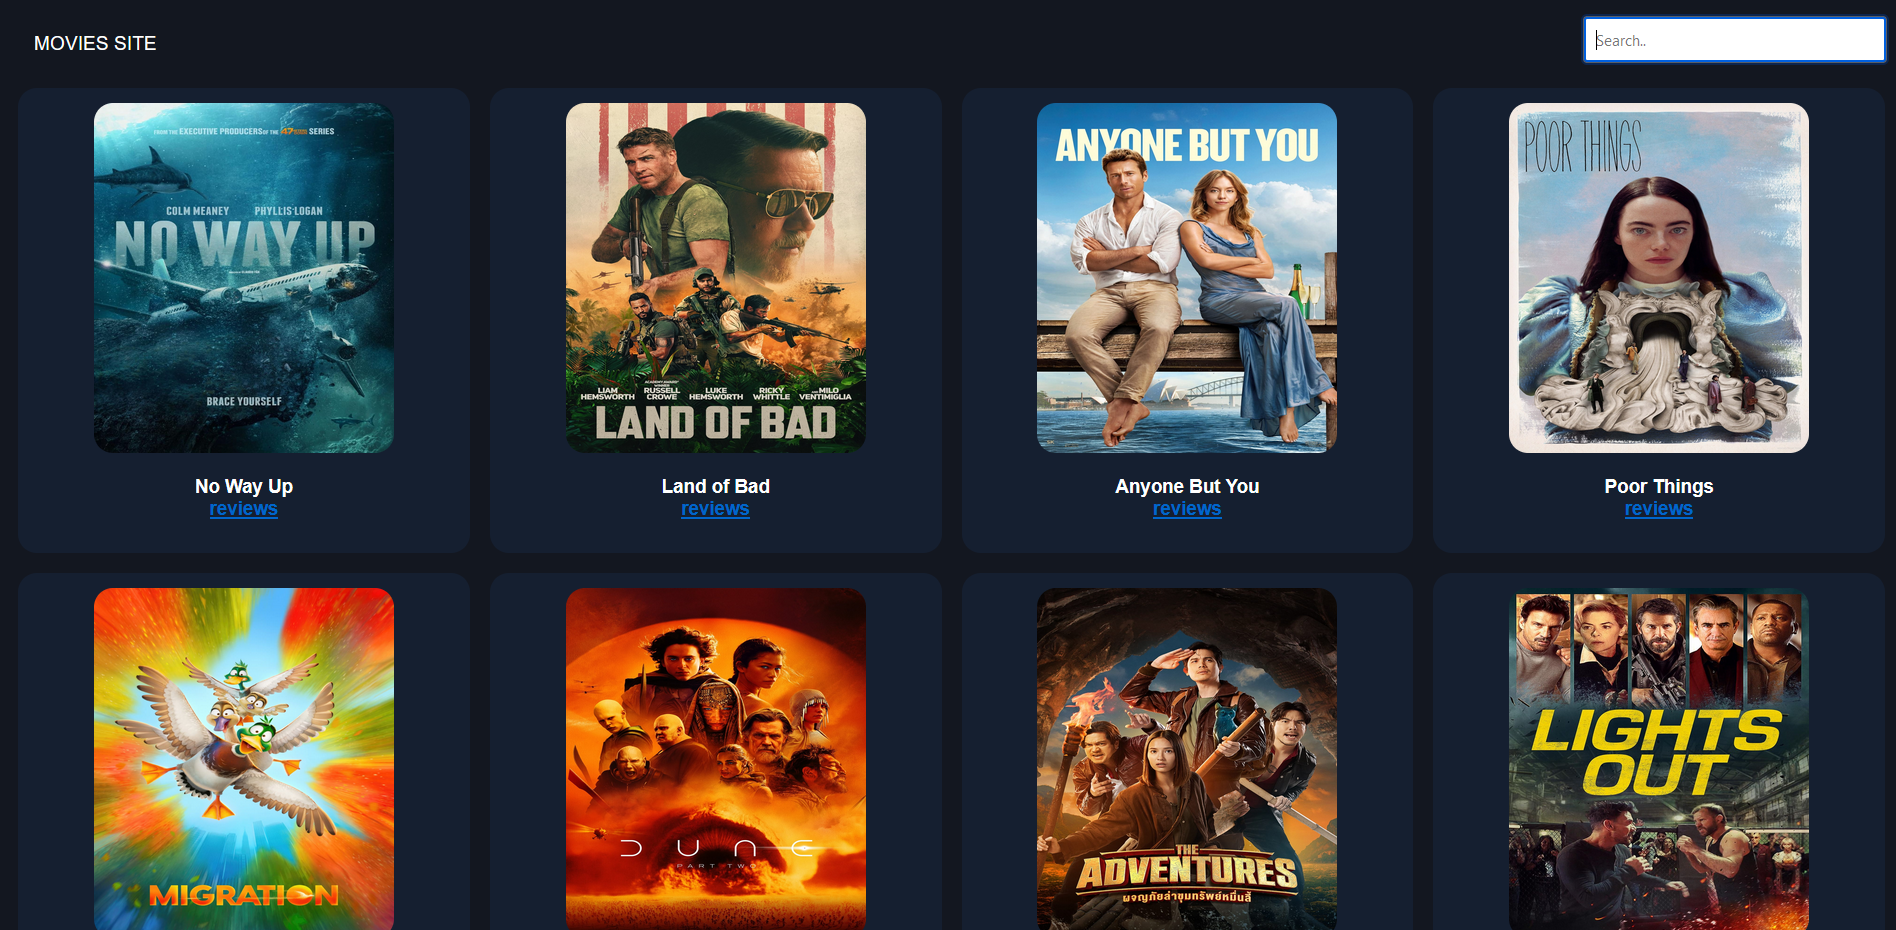 MOVIES SITE
Search..
FROM THE EXECUTIVE PRODUCERS OF THE 47 SERIES
COLM MEANEY PHYLLIS LOGAN
NO WAY UP
BRACE YOURSELF
No Way Up
reviews
LIAM HEMSWORTH
ACADEMY AWARD WINNER RUSSELL CROWE
LUKE HEMSWORTH
RICKY WHITTLE
AND MILO VENTIMIGLIA
LAND OF BAD
Land of Bad
reviews
ANYONE BUT YOU
Anyone But You
reviews
POOR THINGS
Poor Things
reviews
MIGRATION
DUNE
PART TWO
THE
ADVENTURES
ผจญภัยล่าขุมทรัพย์หมื่นลี้
LIGHTS
OUT